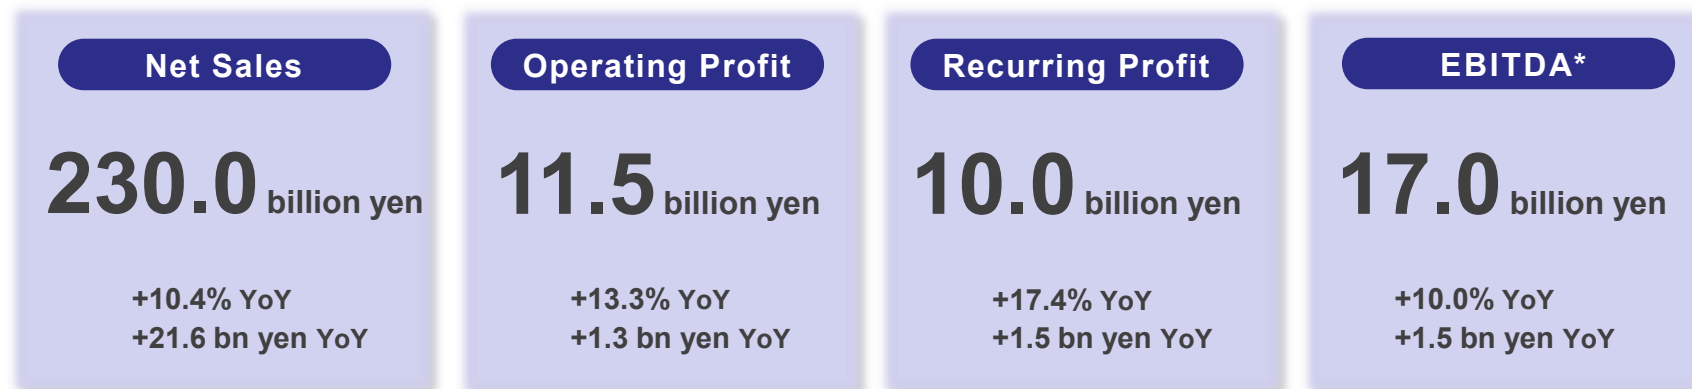 Net Sales
230.0 billion yen
+10.4% YoY
+21.6 bn yen YoY
Operating Profit
11.5 billion yen
+13.3% YoY
+1.3 bn yen YoY
Recurring Profit
10.0 billion yen
+17.4% YoY
+1.5 bn yen YoY
EBITDA*
17.0 billion yen
+10.0% YoY
+1.5 bn yen YoY